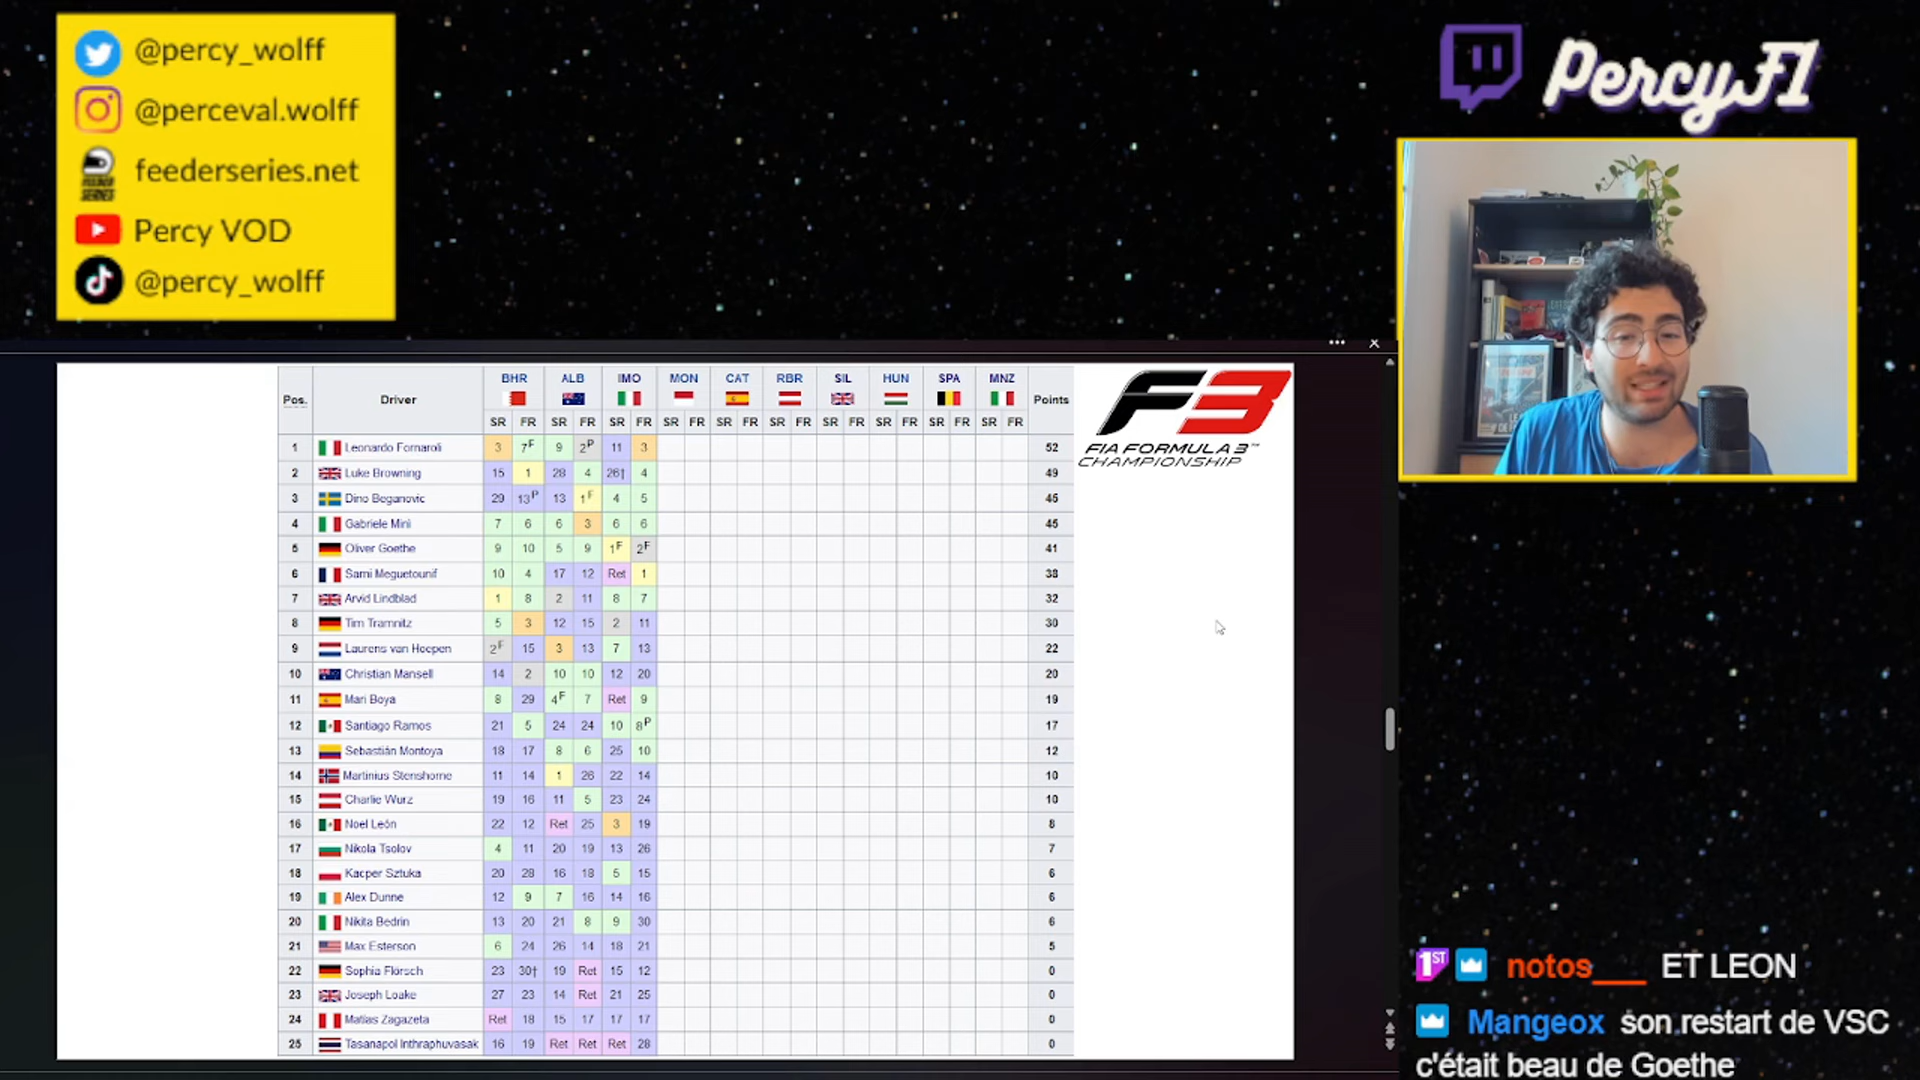 @percy_wolff
@perceval.wolff
feederseries.net
Percy VOD
@percy_wolff
PercyF1
Pos. Driver BHR ALB IMO MON CAT RBR SIL HUN SPA MNZ Points
SR FR SR FR SR FR SR FR SR FR SR FR SR FR SR FR SR FR SR FR
1 Leonardo Fornaroli 3 7F 9 2P 11 3 52
2 Luke Browning 15 1 28 4 26† 4 49
3 Dino Beganovic 29 13P 13 1F 4 5 45
4 Gabriele Minì 7 6 6 3 6 6 45
5 Oliver Goethe 9 10 5 9 1F 2F 41
6 Sami Meguetounif 10 4 17 12 Ret 1 38
7 Arvid Lindblad 1 8 2 11 8 7 32
8 Tim Tramnitz 5 3 12 15 2 11 30
9 Laurens van Hoepen 2F 15 3 13 7 13 22
10 Christian Mansell 14 2 10 10 12 20 20
11 Mari Boya 8 29 4F 7 Ret 9 19
12 Santiago Ramos 21 5 24 24 10 8P 17
13 Sebastián Montoya 18 17 8 6 25 10 12
14 Martinius Stenshorne 11 14 1 26 22 14 10
15 Charlie Wurz 19 16 11 5 23 24 10
16 Noel León 22 12 Ret 25 3 19 8
17 Nikola Tsolov 4 11 20 19 13 26 7
18 Kacper Sztuka 20 28 16 18 5 15 6
19 Alex Dunne 12 9 7 16 14 16 6
20 Nikita Bedrin 13 20 21 8 9 30 6
21 Max Esterson 6 24 26 14 18 21 5
22 Sophia Flörsch 23 30† 19 Ret 15 12 0
23 Joseph Loake 27 23 14 Ret 21 25 0
24 Matías Zagazeta Ret 18 15 17 17 17 0
25 Tasanapol Inthraphuvasak 16 19 Ret Ret Ret 28 0
F3
FIA FORMULA 3™
CHAMPIONSHIP
1ST notos___ ET LEON
Mangeox son restart de VSC
c'était beau de Goethe